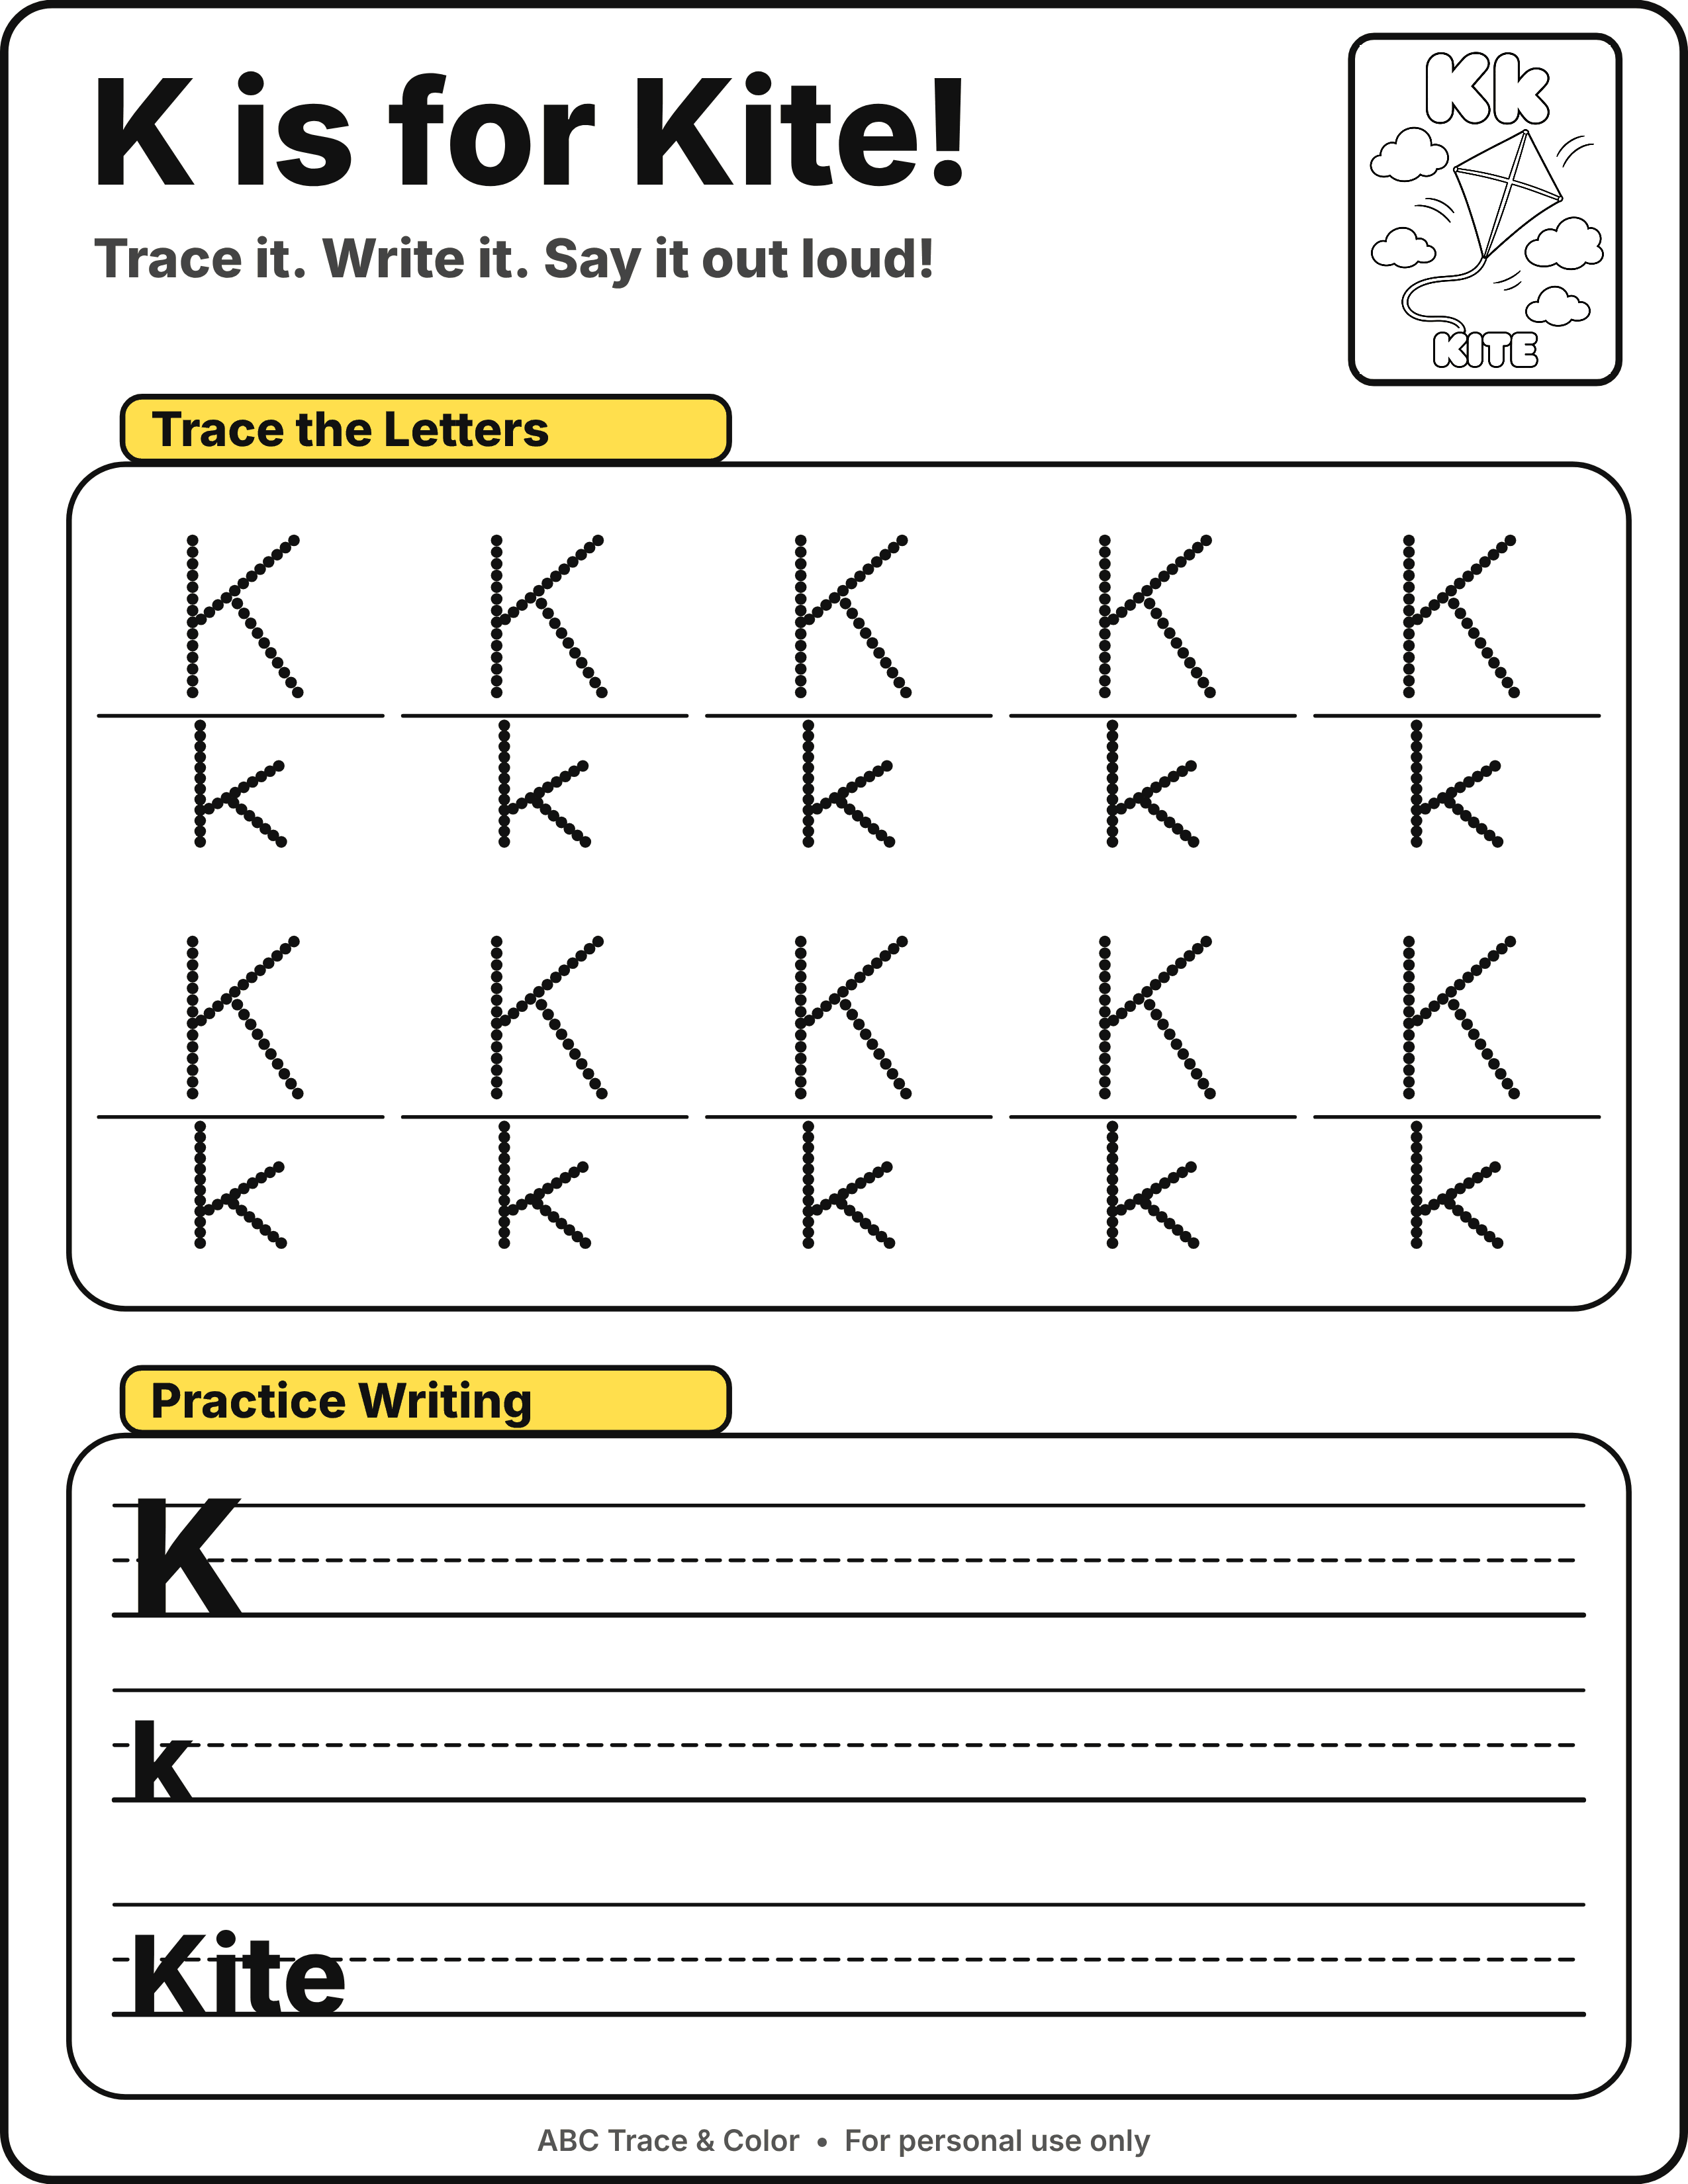 K is for Kite!
Trace it. Write it. Say it out loud!
Kk
KITE
Trace the Letters
K K K K K
k k k k k
K K K K K
k k k k k
Practice Writing
K
k
Kite
ABC Trace & Color • For personal use only